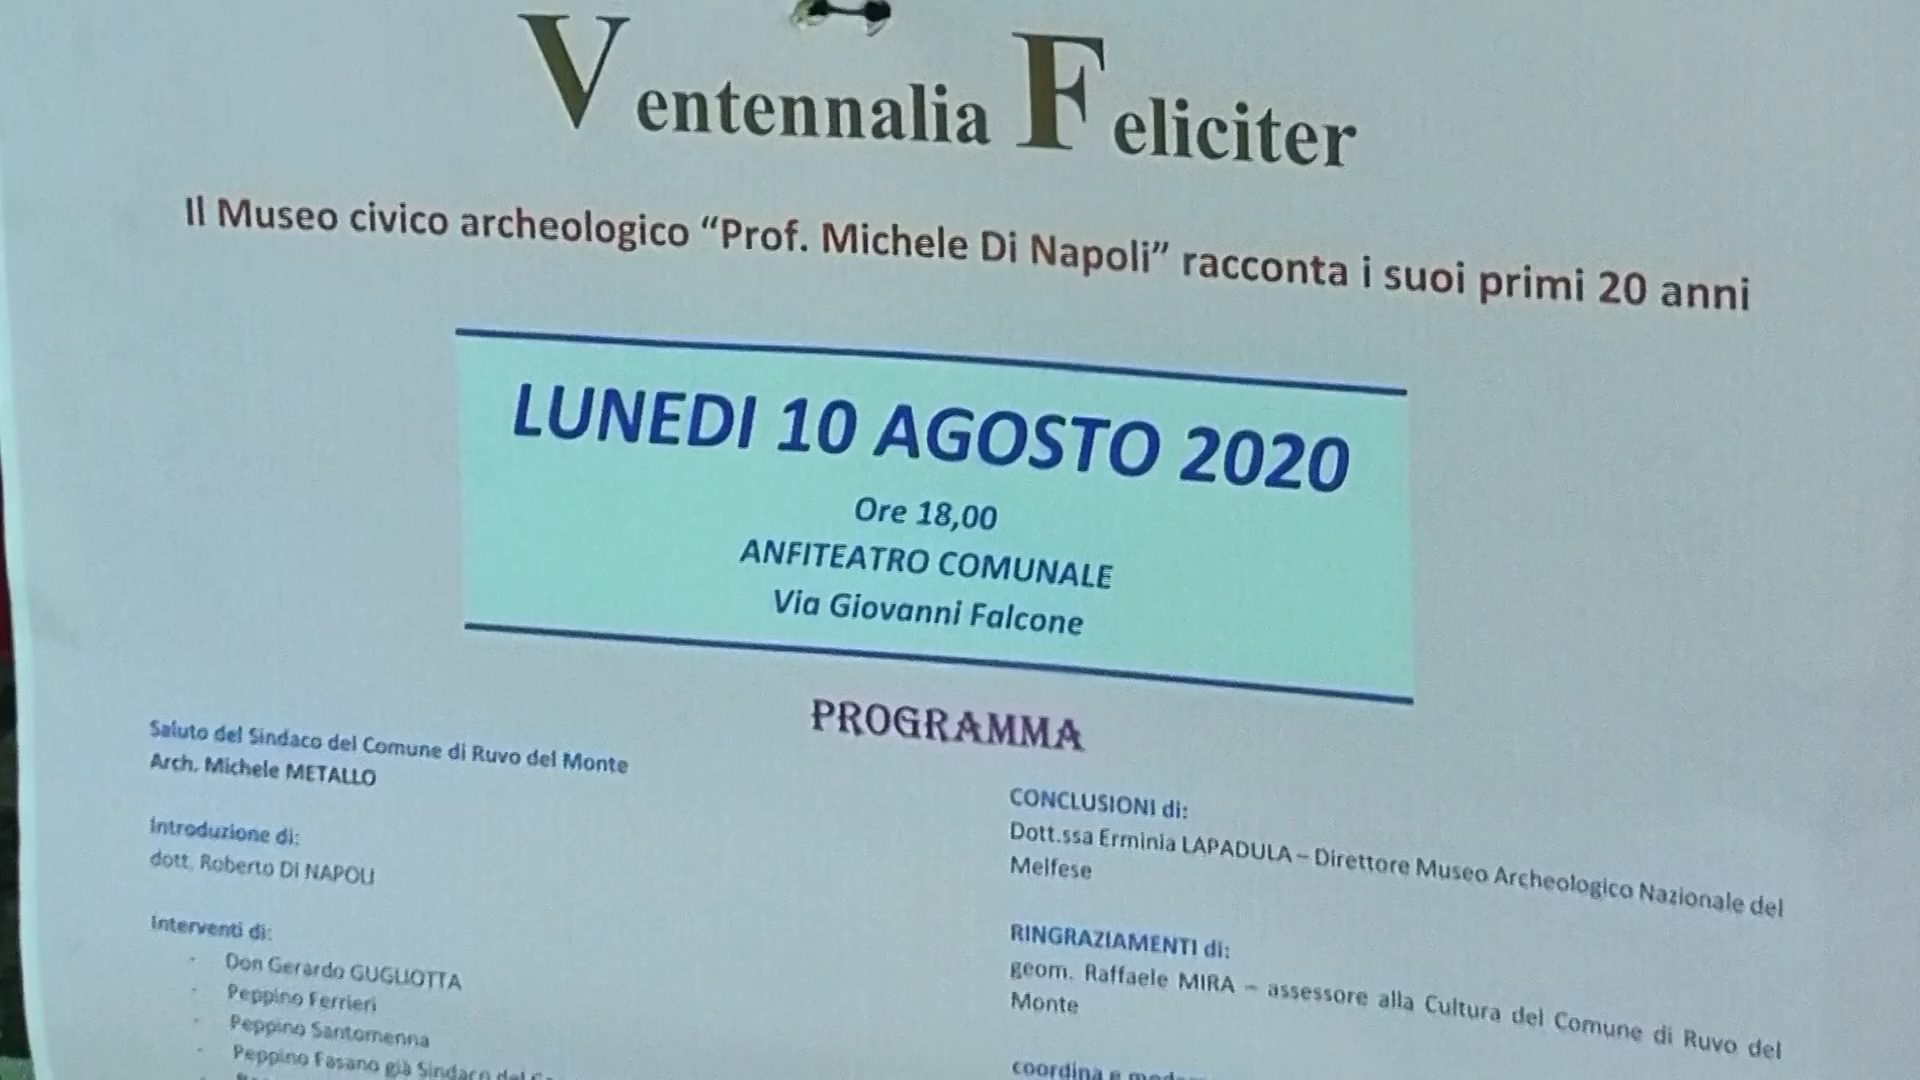 Ventennalia Feliciter
Il Museo civico archeologico “Prof. Michele Di Napoli” racconta i suoi primi 20 anni
LUNEDI 10 AGOSTO 2020
Ore 18,00
ANFITEATRO COMUNALE
Via Giovanni Falcone
PROGRAMMA
Saluto del Sindaco del Comune di Ruvo del Monte
Arch. Michele METALLO
Introduzione di:
dott. Roberto DI NAPOLI
Interventi di:
- Don Gerardo GUGLIOTTA
- Peppino Ferrieri
- Peppino Santomenna
- Peppino Fasano già Sindaco del
CONCLUSIONI di:
Dott.ssa Erminia LAPADULA – Direttore Museo Archeologico Nazionale del
Melfese
RINGRAZIAMENTI di:
geom. Raffaele MIRA – assessore alla Cultura del Comune di Ruvo del
Monte
coordina e